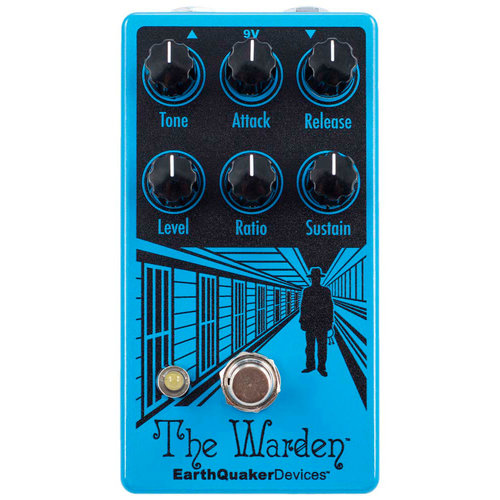 9V
Tone Attack Release
Level Ratio Sustain
The Warden™
EarthQuakerDevices™